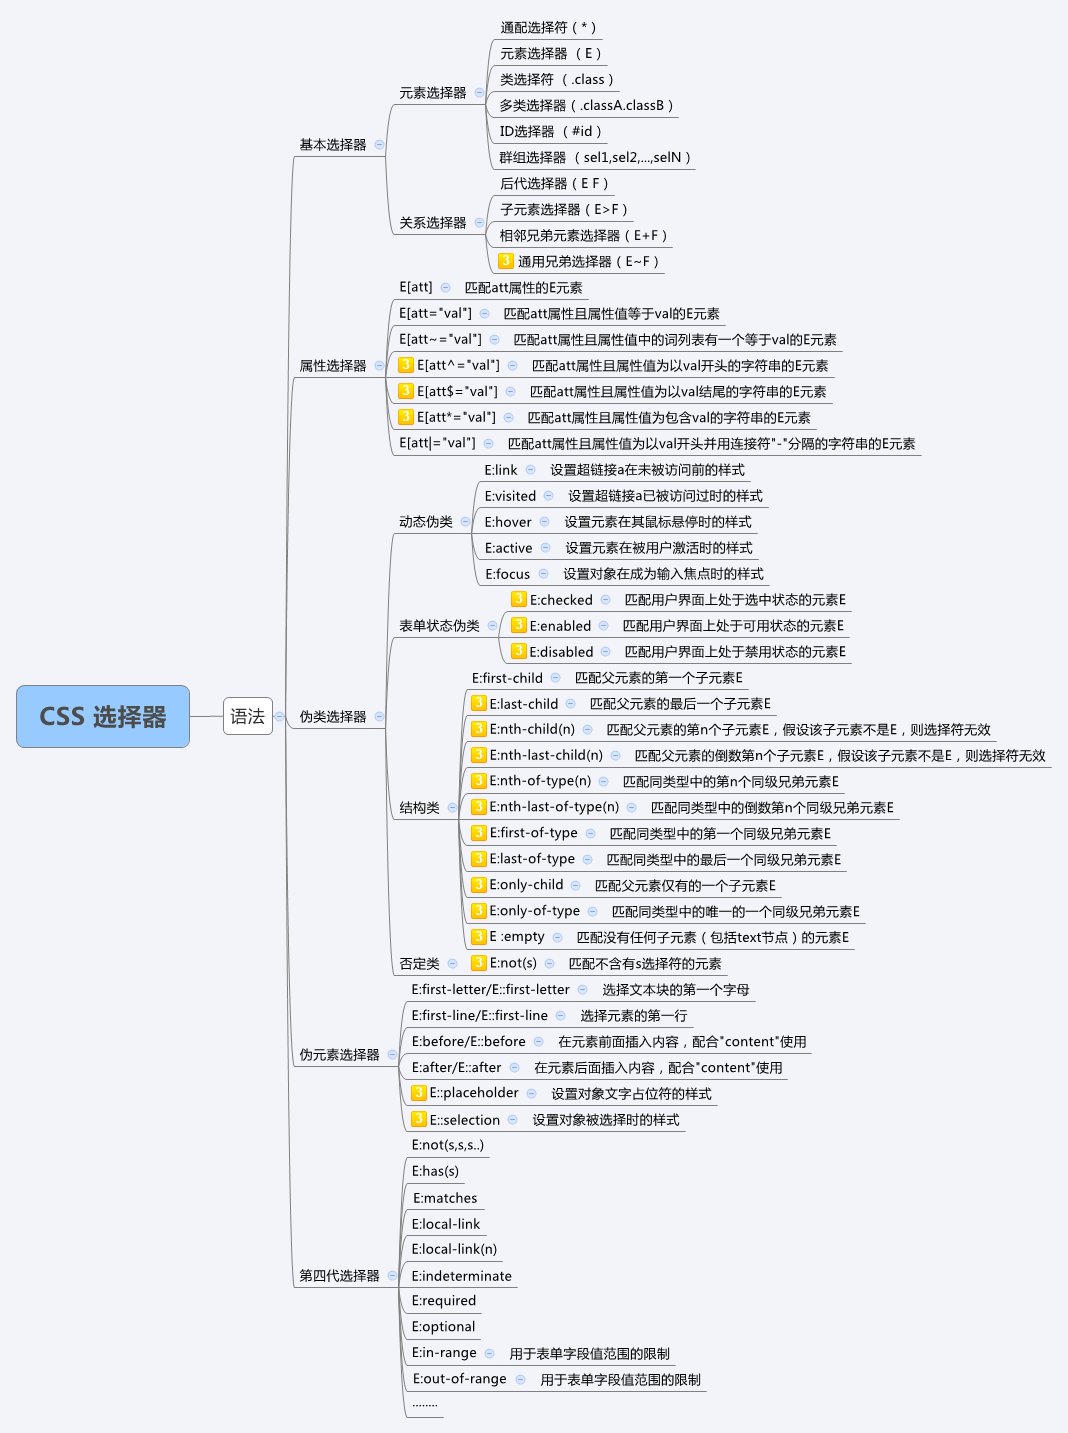 CSS 选择器
语法
基本选择器
元素选择器
通配选择符 ( * )
元素选择器 ( E )
类选择符 ( .class )
多类选择器 ( .classA.classB )
ID选择器 ( #id )
群组选择器 ( sel1,sel2,...,selN )
关系选择器
后代选择器 ( E F )
子元素选择器 ( E>F )
相邻兄弟元素选择器 ( E+F )
3 通用兄弟选择器 ( E~F )
属性选择器
E[att] 匹配att属性的E元素
E[att="val"] 匹配att属性且属性值等于val的E元素
E[att~="val"] 匹配att属性且属性值中的词列表有一个等于val的E元素
3 E[att^="val"] 匹配att属性且属性值为以val开头的字符串的E元素
3 E[att$="val"] 匹配att属性且属性值为以val结尾的字符串的E元素
3 E[att*="val"] 匹配att属性且属性值为包含val的字符串的E元素
E[att|="val"] 匹配att属性且属性值为以val开头并用连接符"-"分隔的字符串的E元素
伪类选择器
动态伪类
E:link 设置超链接a在未被访问前的样式
E:visited 设置超链接a已被访问过时的样式
E:hover 设置元素在其鼠标悬停时的样式
E:active 设置元素在被用户激活时的样式
E:focus 设置对象在成为输入焦点时的样式
表单状态伪类
3 E:checked 匹配用户界面上处于选中状态的元素E
3 E:enabled 匹配用户界面上处于可用状态的元素E
3 E:disabled 匹配用户界面上处于禁用状态的元素E
结构类
E:first-child 匹配父元素的第一个子元素E
3 E:last-child 匹配父元素的最后一个子元素E
3 E:nth-child(n) 匹配父元素的第n个子元素E，假设该子元素不是E，则选择符无效
3 E:nth-last-child(n) 匹配父元素的倒数第n个子元素E，假设该子元素不是E，则选择符无效
3 E:nth-of-type(n) 匹配同类型中的第n个同级兄弟元素E
3 E:nth-last-of-type(n) 匹配同类型中的倒数第n个同级兄弟元素E
3 E:first-of-type 匹配同类型中的第一个同级兄弟元素E
3 E:last-of-type 匹配同类型中的最后一个同级兄弟元素E
3 E:only-child 匹配父元素仅有的一个子元素E
3 E:only-of-type 匹配同类型中的唯一的一个同级兄弟元素E
3 E :empty 匹配没有任何子元素 ( 包括text节点 ) 的元素E
否定类
3 E:not(s) 匹配不含有s选择符的元素
伪元素选择器
E:first-letter/E::first-letter 选择文本块的第一个字母
E:first-line/E::first-line 选择元素的第一行
E:before/E::before 在元素前面插入内容，配合"content"使用
E:after/E::after 在元素后面插入内容，配合"content"使用
3 E::placeholder 设置对象文字占位符的样式
3 E::selection 设置对象被选择时的样式
第四代选择器
E:not(s,s,s..)
E:has(s)
E:matches
E:local-link
E:local-link(n)
E:indeterminate
E:required
E:optional
E:in-range 用于表单字段值范围的限制
E:out-of-range 用于表单字段值范围的限制
........